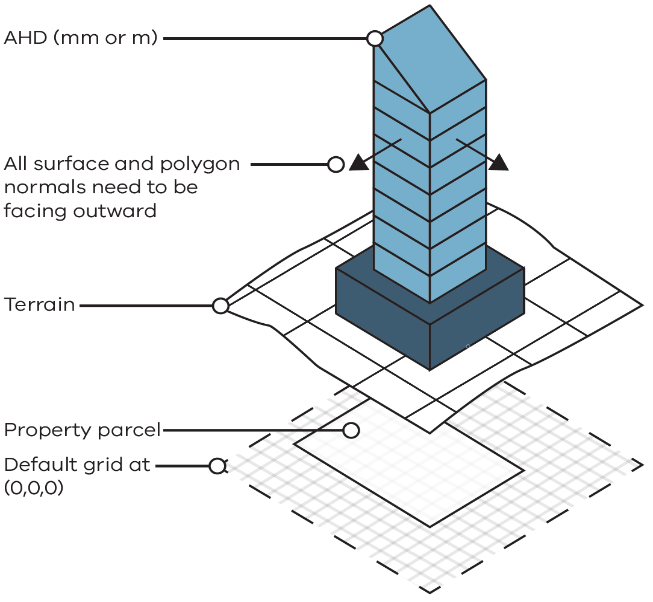 AHD (mm or m)
All surface and polygon
normals need to be
facing outward
Terrain
Property parcel
Default grid at
(0,0,0)